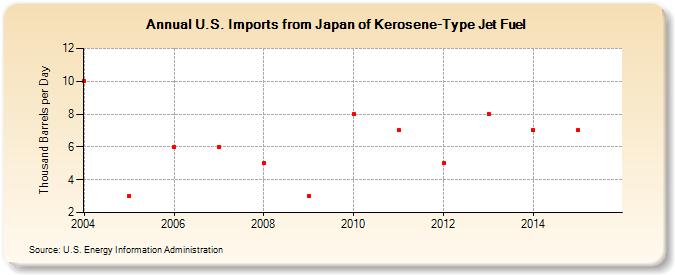 Annual U.S. Imports from Japan of Kerosene-Type Jet Fuel
Thousand Barrels per Day
12
10
8
6
4
2
2004 2006 2008 2010 2012 2014
Source: U.S. Energy Information Administration